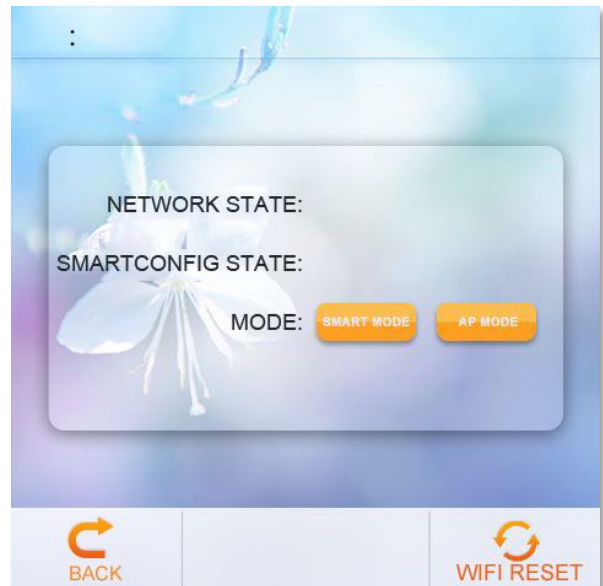 :
NETWORK STATE:
SMARTCONFIG STATE:
MODE: SMART MODE AP MODE
BACK WIFI RESET